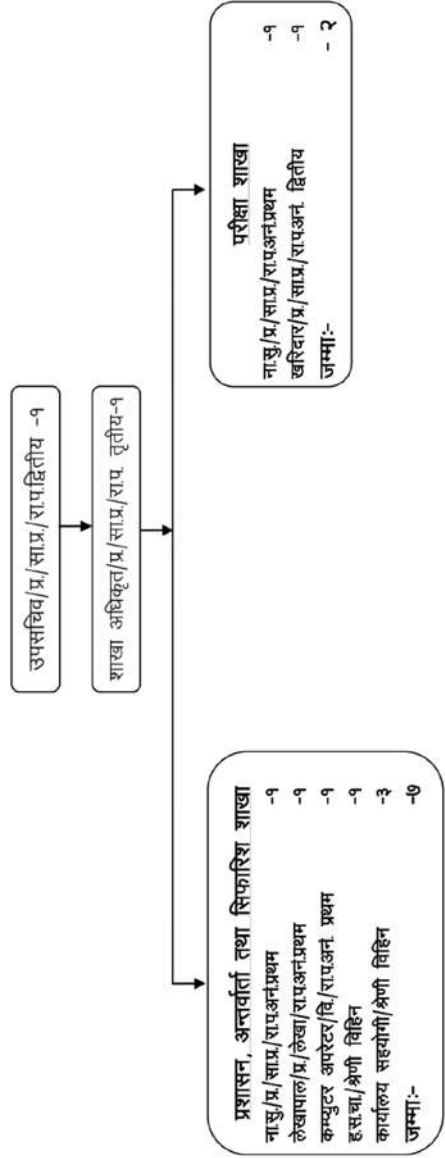 उपसचिव/प्र./सा.प्र./रा.प.द्वितीय -१
शाखा अधिकृत/प्र./सा.प्र./रा.प. तृतीय-१
प्रशासन, अन्तर्वार्ता तथा सिफारिश शाखा
ना.सु./प्र./सा.प्र./रा.प.अनं.प्रथम -१
लेखापाल/प्र./लेखा/रा.प.अनं.प्रथम -१
कम्प्युटर अपरेटर/वि./रा.प.अनं. प्रथम -१
ह.स.चा./श्रेणी विहिन -१
कार्यालय सहयोगी/श्रेणी विहिन -३
जम्माः- -७
परीक्षा शाखा
ना.सु./प्र./सा.प्र./रा.प.अनं.प्रथम -१
खरिदार/प्र./सा.प्र./रा.प.अनं. द्वितीय -१
जम्माः- - २